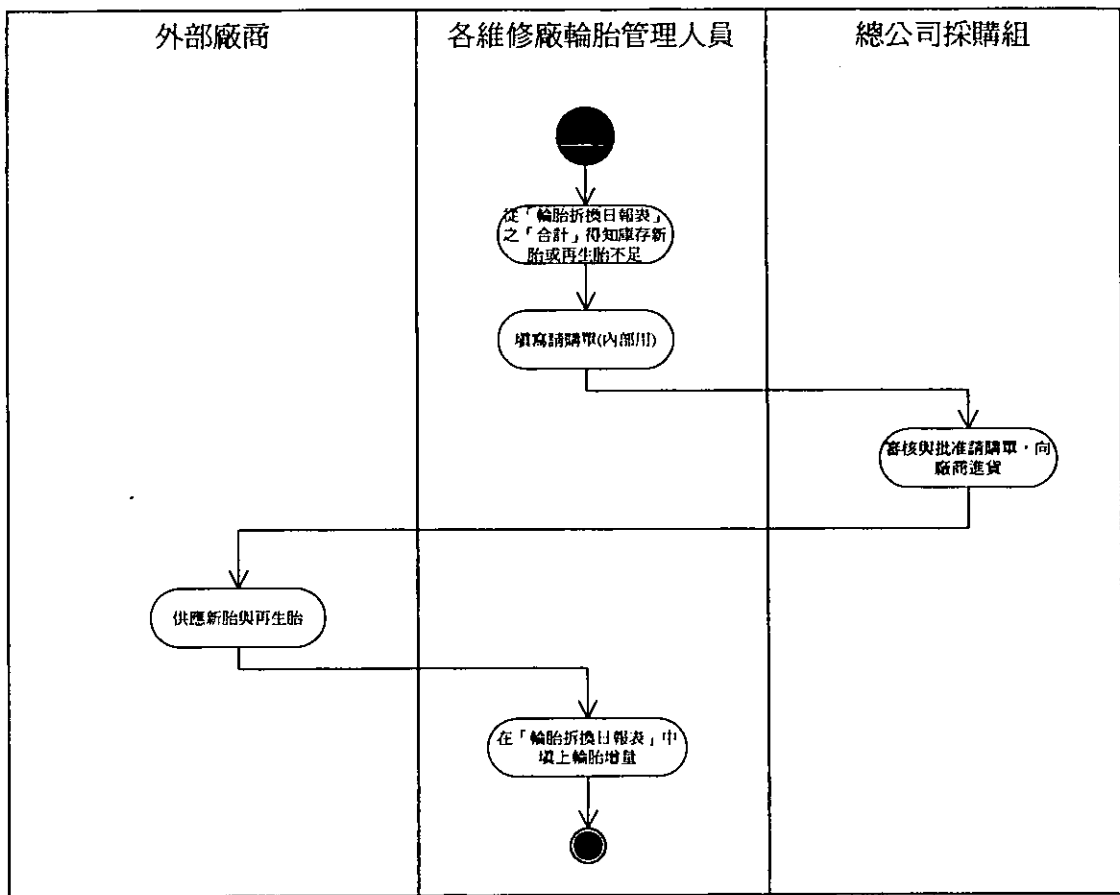 外部廠商
各維修廠輪胎管理人員
總公司採購組
從「輪胎拆換日報表」
之「合計」得知庫存新
胎或再生胎不足
填寫請購單(內部用)
審核與批准請購單，向
廠商進貨
供應新胎與再生胎
在「輪胎拆換日報表」中
填上輪胎增量